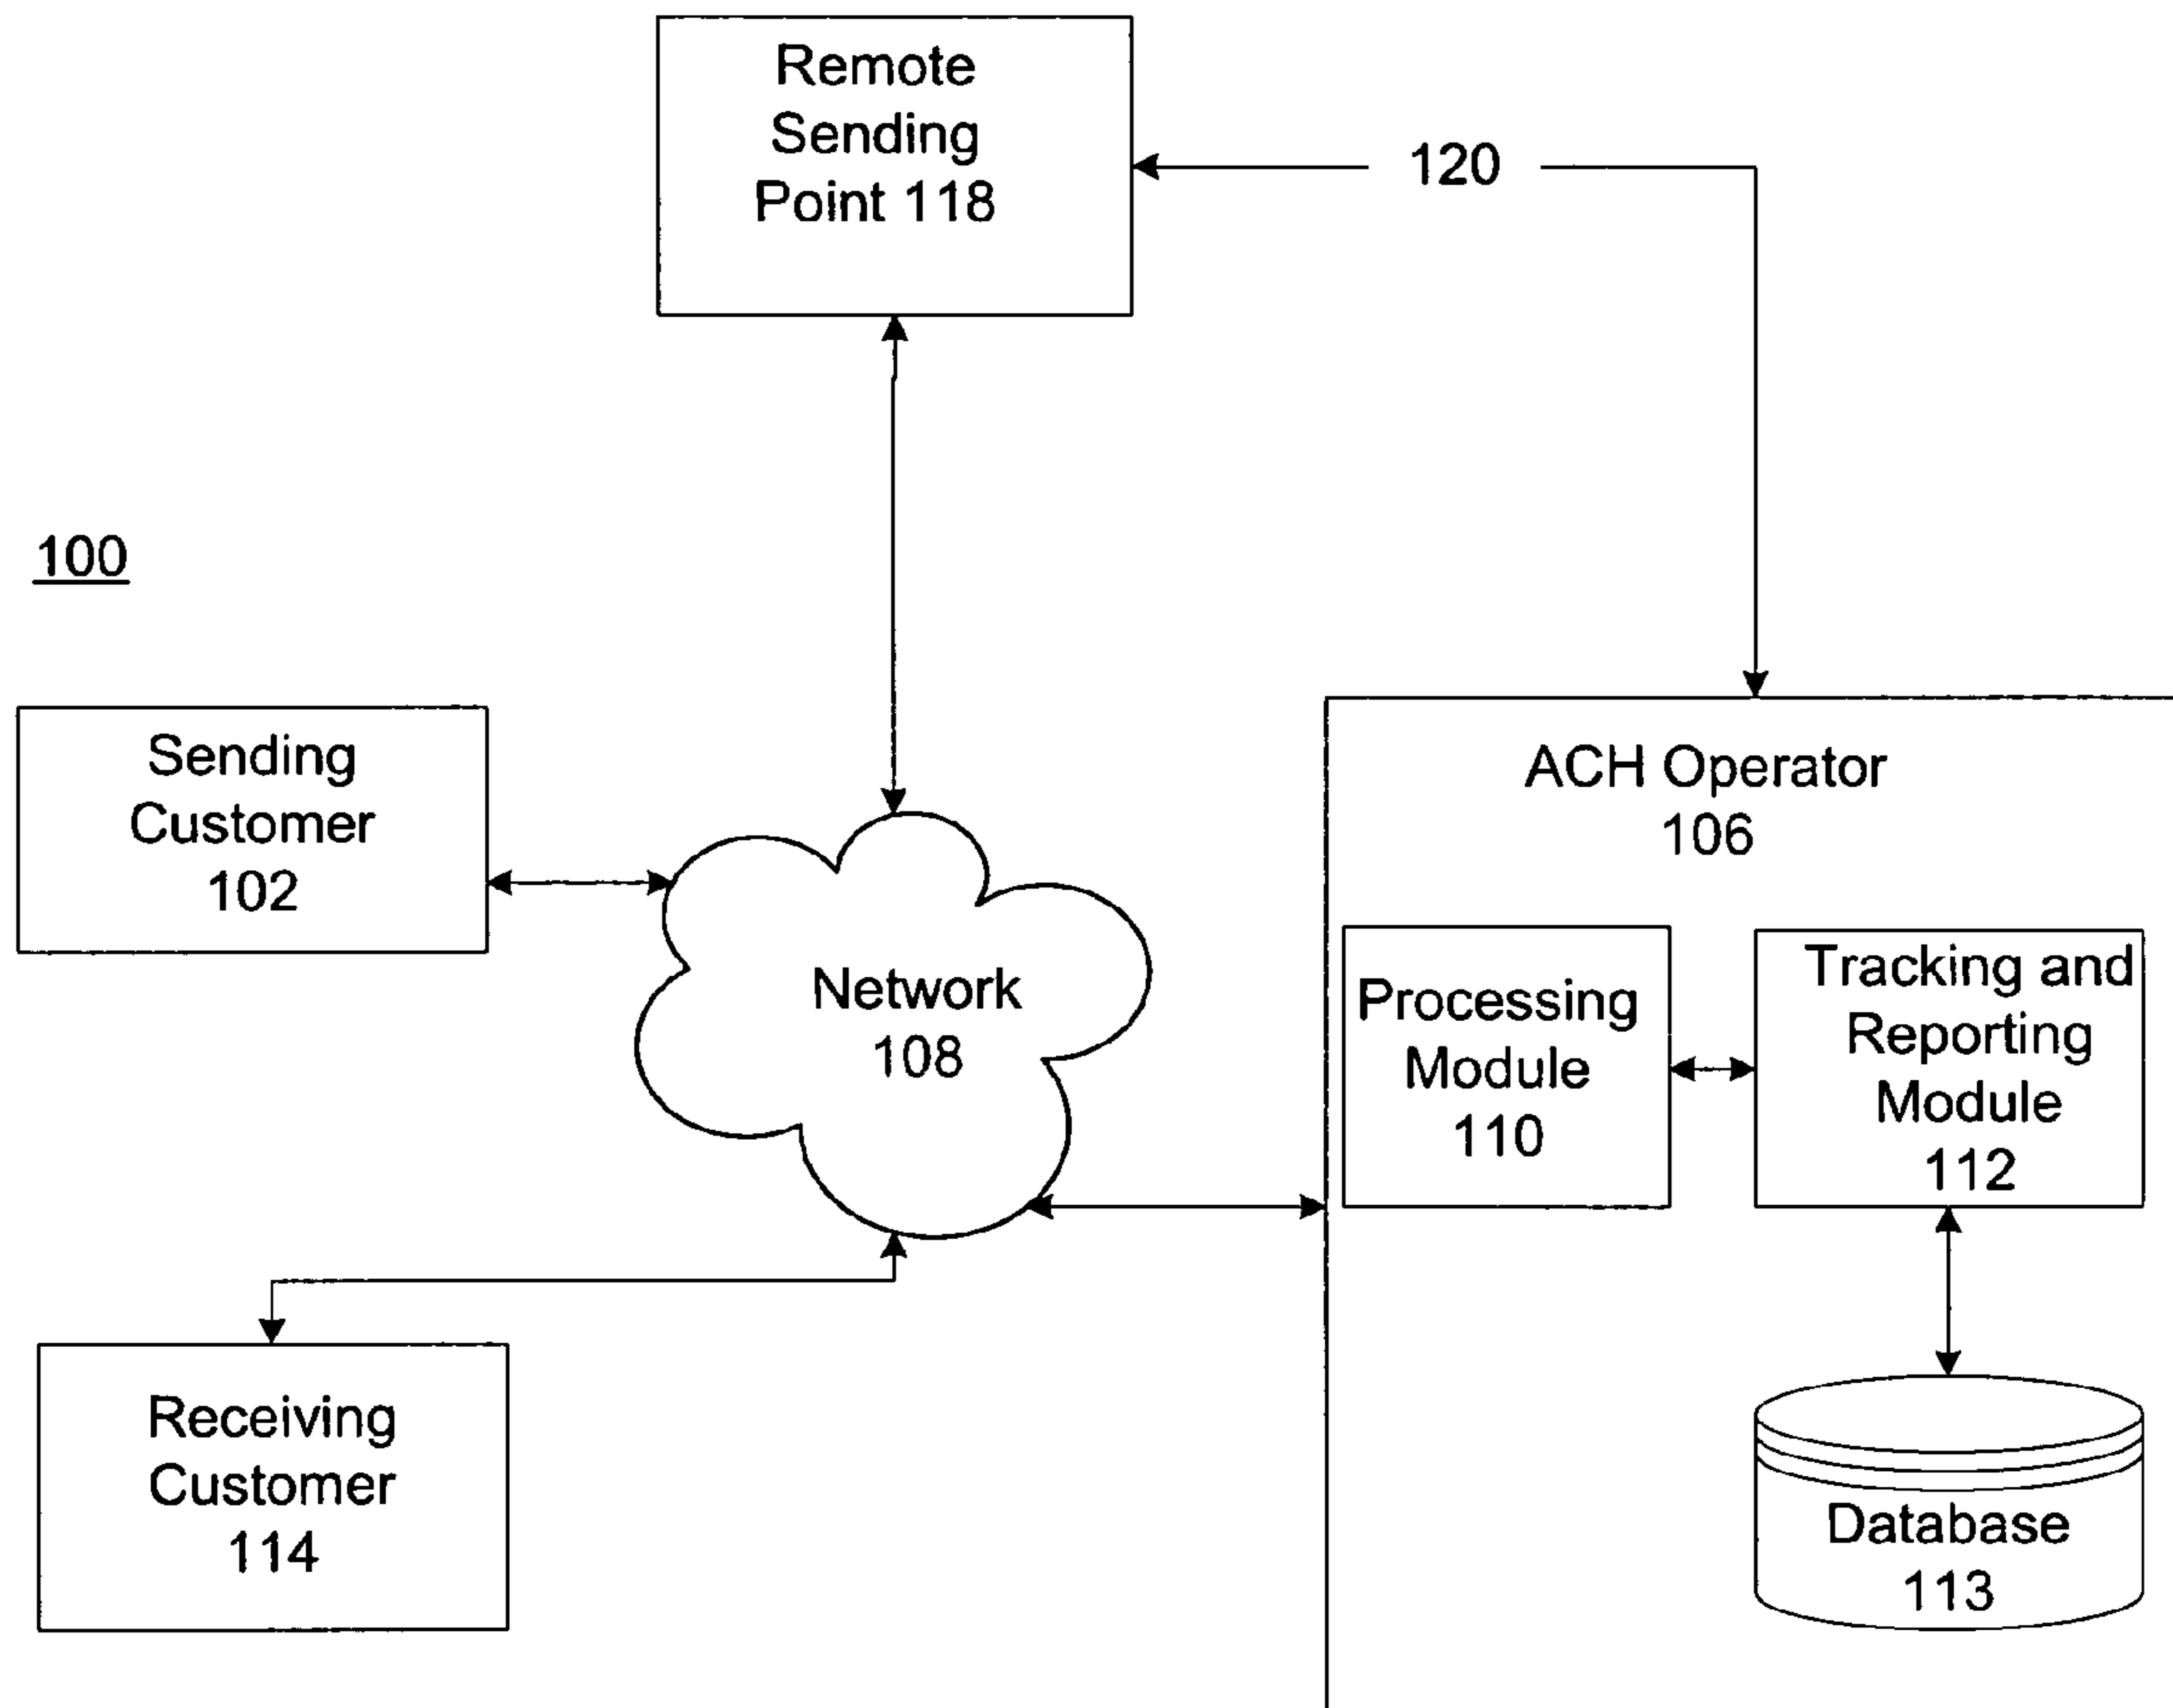 Remote
Sending
Point 118
120
100
Sending
Customer
102
ACH Operator
106
Network
108
Processing
Module
110
Tracking and
Reporting
Module
112
Receiving
Customer
114
Database
113